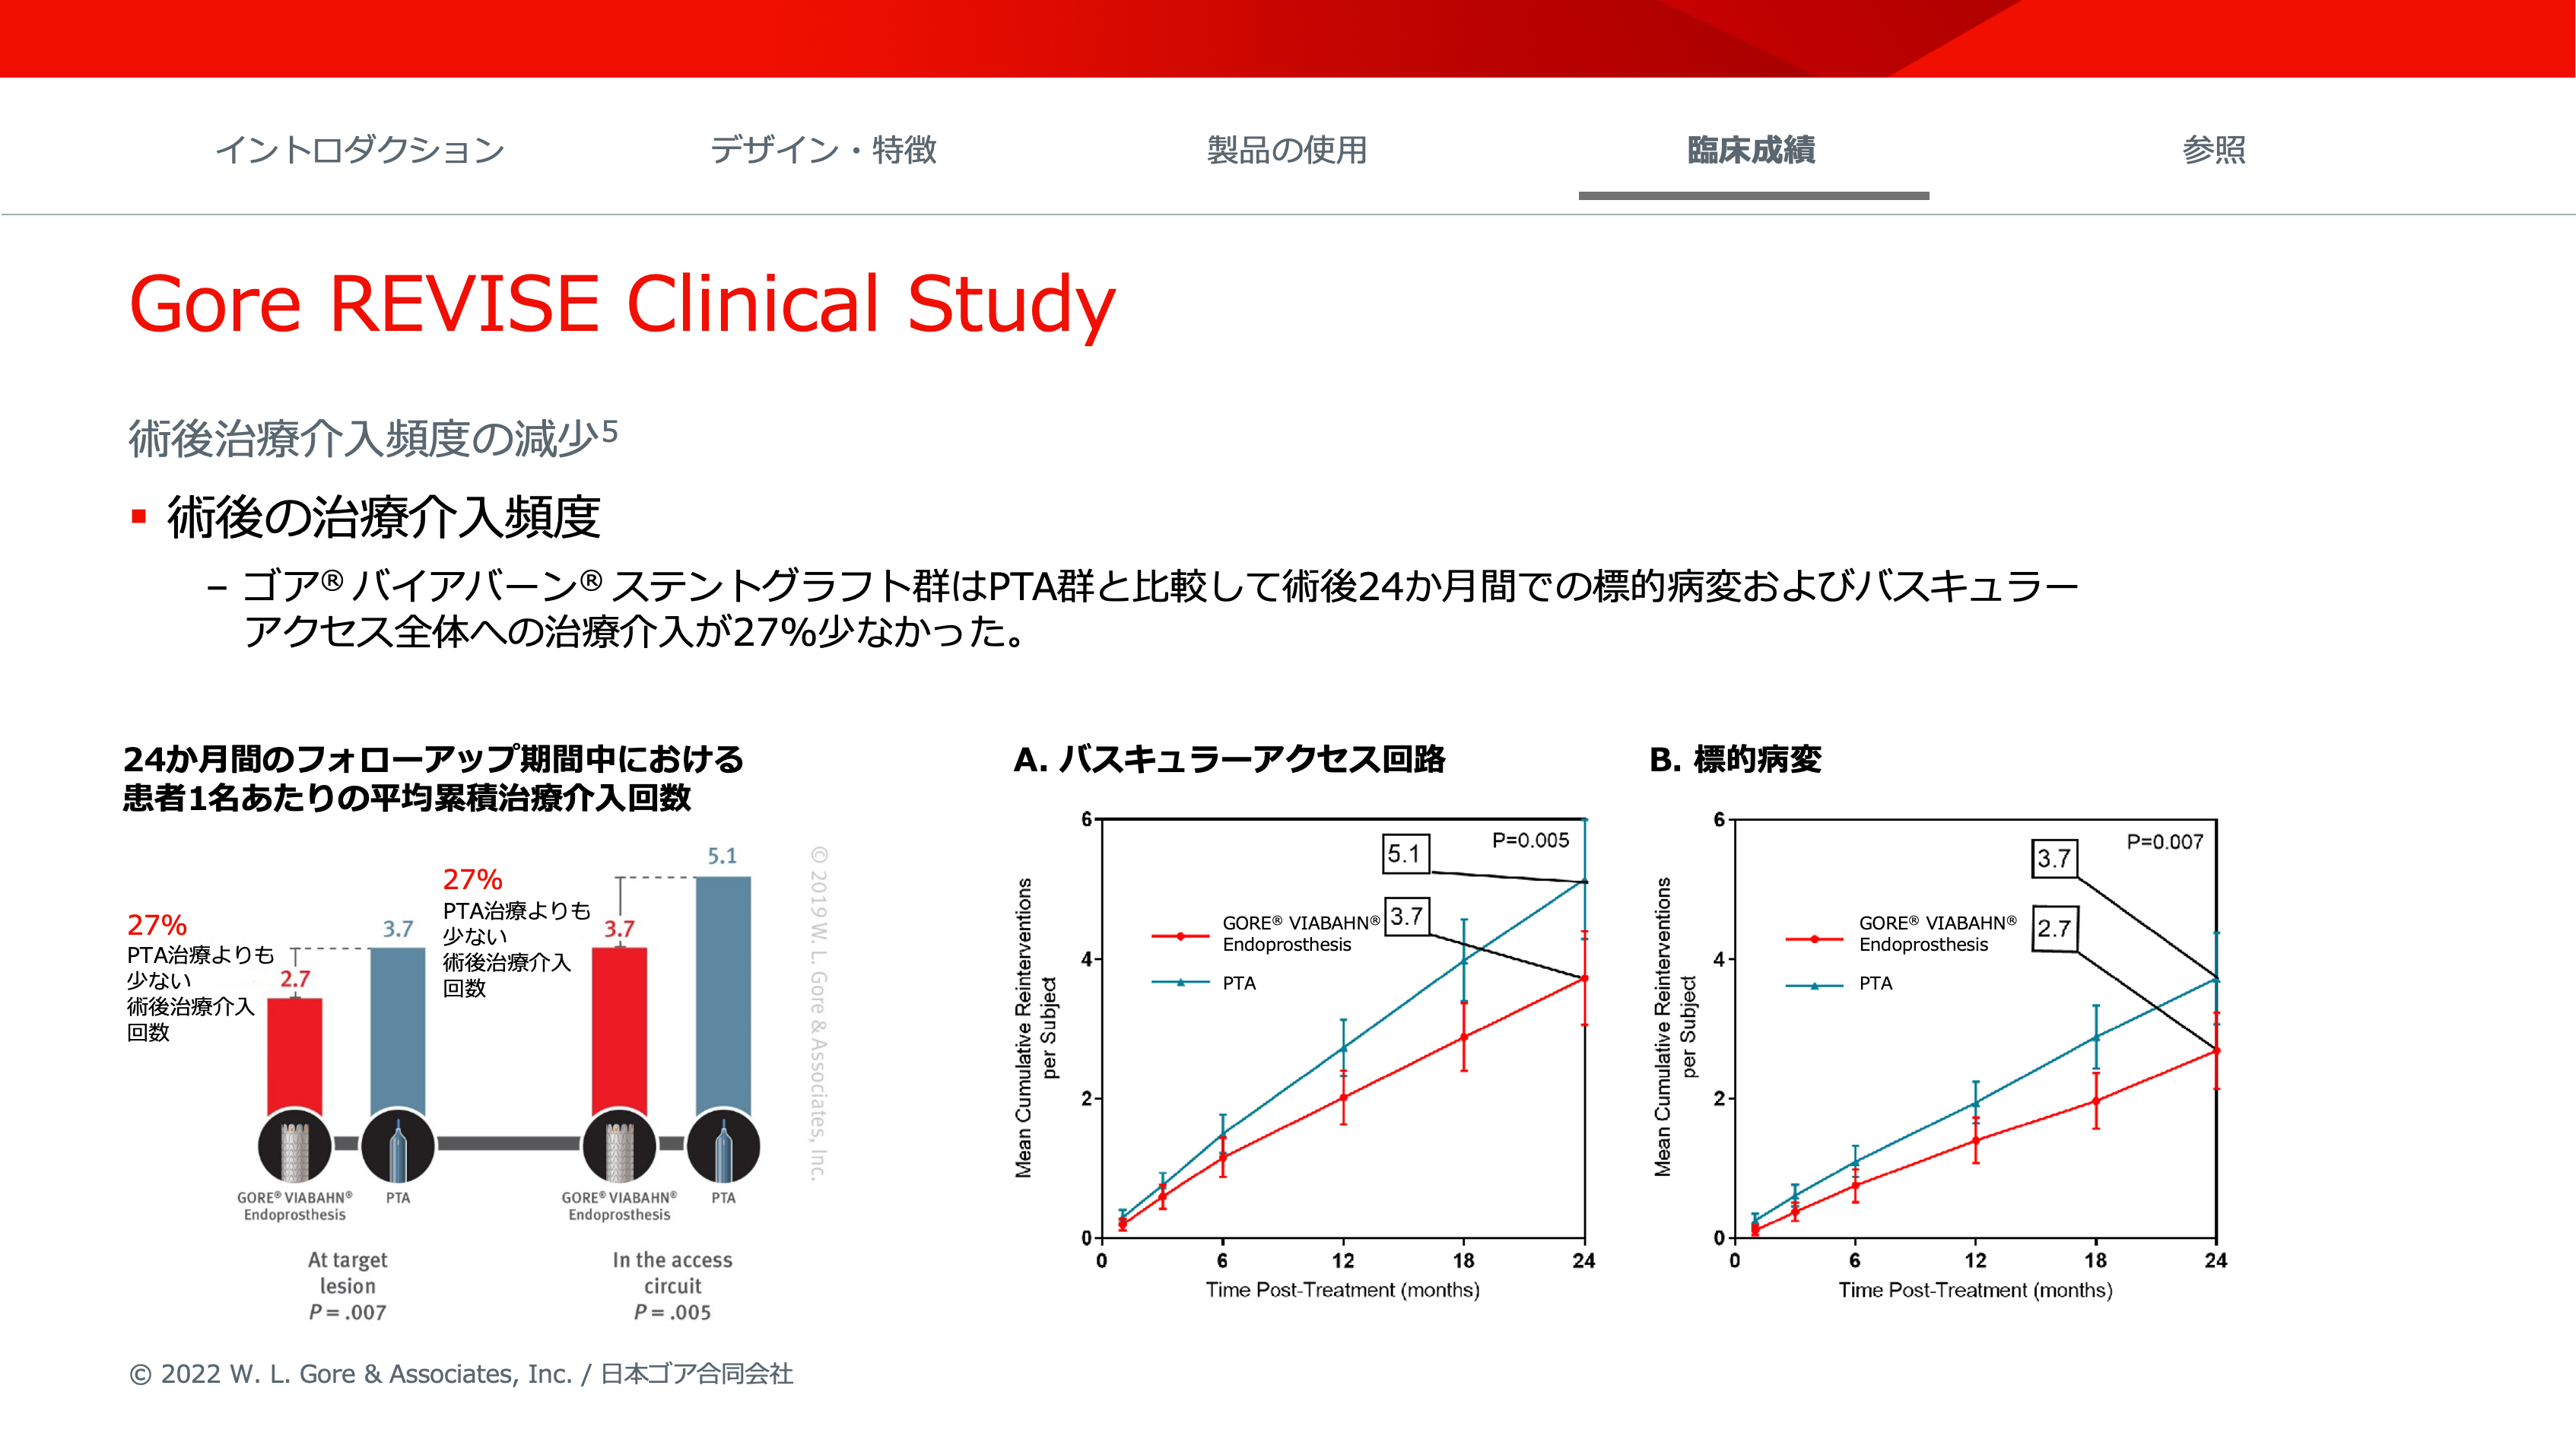 イントロダクション
デザイン・特徴
製品の使用
臨床成績
参照
Gore REVISE Clinical Study
術後治療介入頻度の減少5
▪ 術後の治療介入頻度
– ゴア® バイアバーン® ステントグラフト群はPTA群と比較して術後24か月間での標的病変およびバスキュラー
アクセス全体への治療介入が27%少なかった。
24か月間のフォローアップ期間中における
患者1名あたりの平均累積治療介入回数
27%
PTA治療よりも
少ない
術後治療介入
回数
2.7
3.7
27%
PTA治療よりも
少ない
術後治療介入
回数
3.7
5.1
GORE® VIABAHN®
Endoprosthesis
PTA
GORE® VIABAHN®
Endoprosthesis
PTA
At target
lesion
P = .007
In the access
circuit
P = .005
© 2019 W. L. Gore & Associates, Inc.
A. バスキュラーアクセス回路
Mean Cumulative Reinterventions
per Subject
6
4
2
0
P=0.005
5.1
3.7
GORE® VIABAHN®
Endoprosthesis
PTA
0 6 12 18 24
Time Post-Treatment (months)
B. 標的病変
Mean Cumulative Reinterventions
per Subject
6
4
2
0
P=0.007
3.7
2.7
GORE® VIABAHN®
Endoprosthesis
PTA
0 6 12 18 24
Time Post-Treatment (months)
© 2022 W. L. Gore & Associates, Inc. / 日本ゴア合同会社